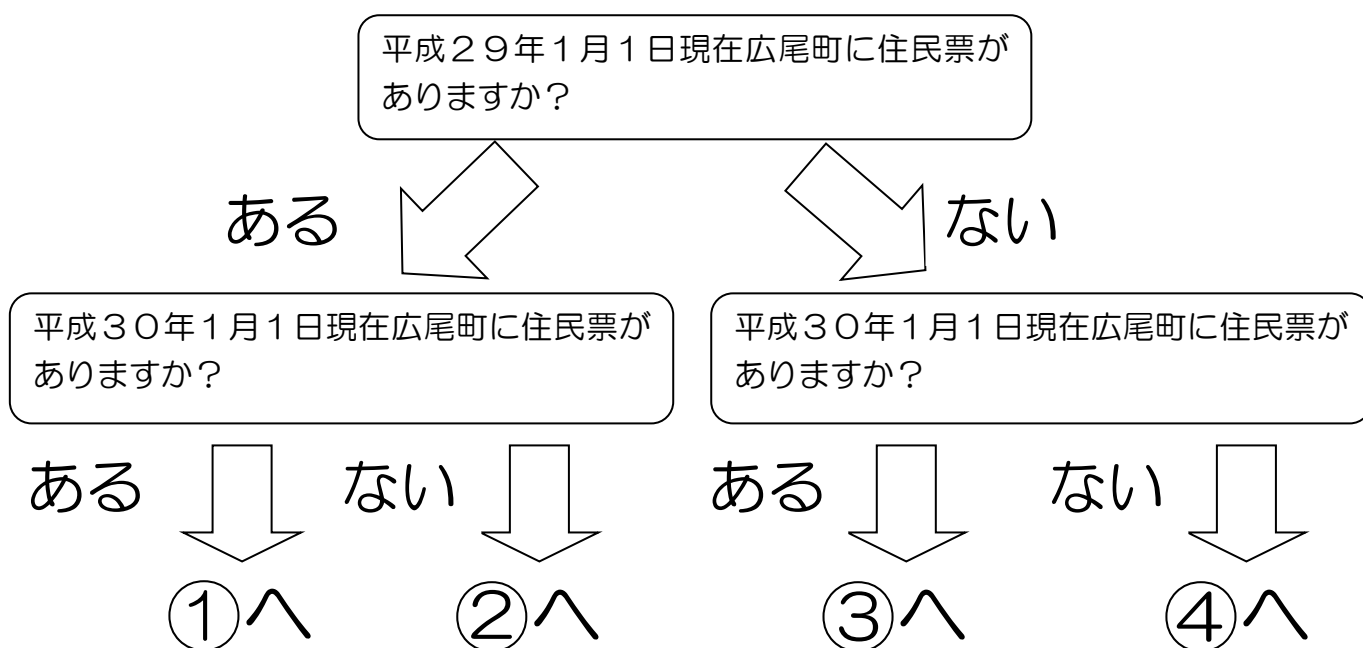 平成２９年１月１日現在広尾町に住民票が
ありますか？
ある
ない
平成３０年１月１日現在広尾町に住民票が
ありますか？
平成３０年１月１日現在広尾町に住民票が
ありますか？
ある
ない
ある
ない
①へ
②へ
③へ
④へ